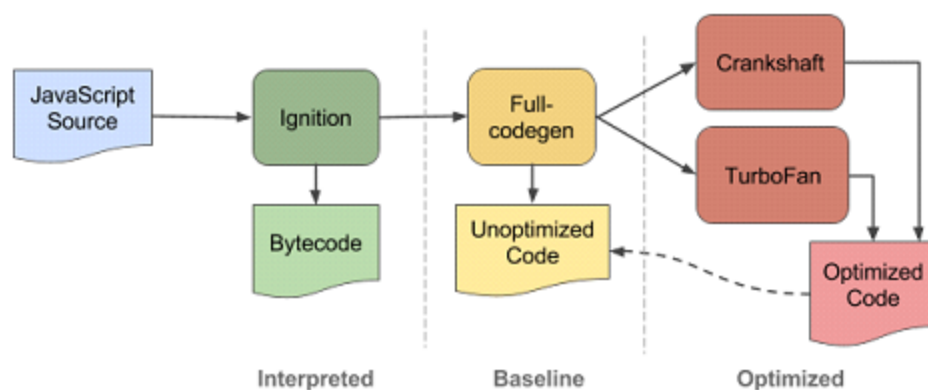 JavaScript
Source
Ignition
Bytecode
Full-
codegen
Unoptimized
Code
Crankshaft
TurboFan
Optimized
Code
Interpreted
Baseline
Optimized